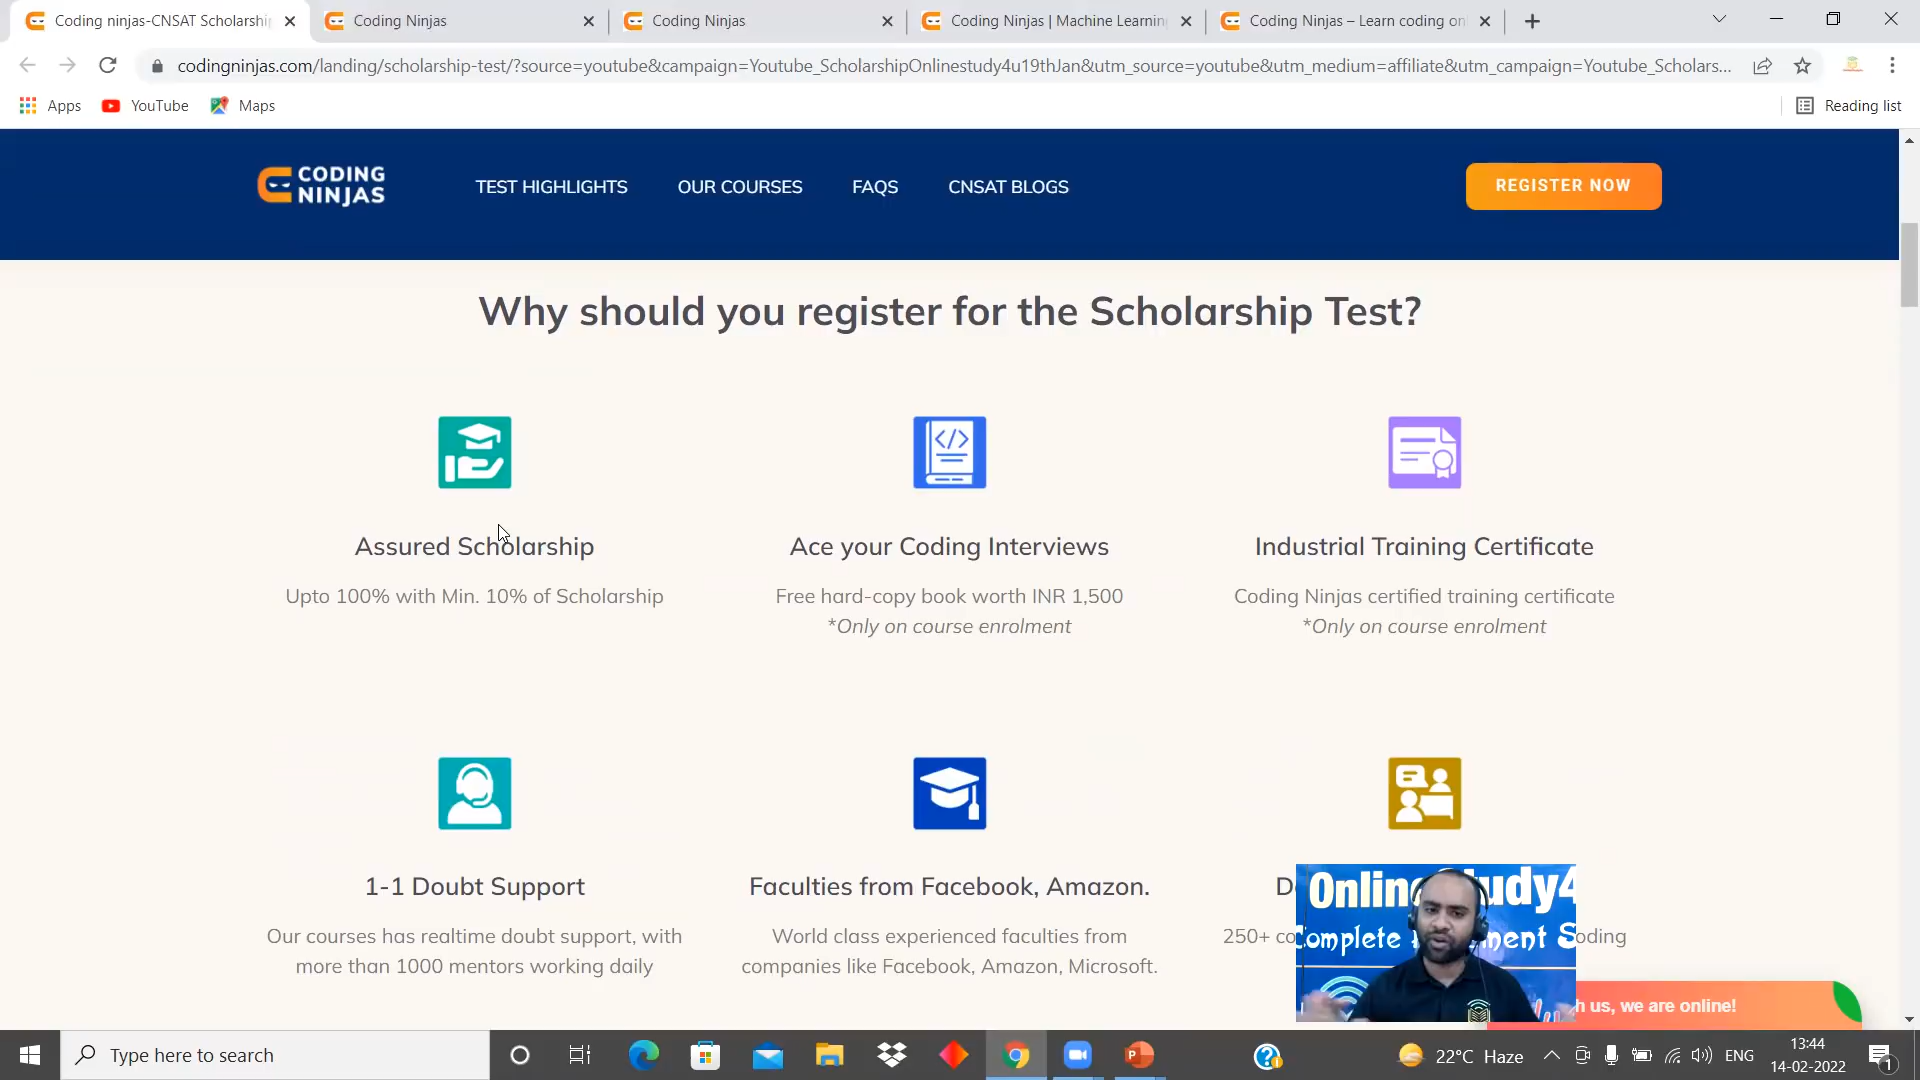 Coding ninjas-CNSAT Scholarshi
Coding Ninjas
Coding Ninjas
Coding Ninjas | Machine Learnin
Coding Ninjas – Learn coding on
codingninjas.com/landing/scholarship-test/?source=youtube&campaign=Youtube_ScholarshipOnlinestudy4u19thJan&utm_source=youtube&utm_medium=affiliate&utm_campaign=Youtube_Scholars...
Apps
YouTube
Maps
Reading list
CODING
NINJAS
TEST HIGHLIGHTS
OUR COURSES
FAQS
CNSAT BLOGS
REGISTER NOW
Why should you register for the Scholarship Test?
Assured Scholarship
Upto 100% with Min. 10% of Scholarship
Ace your Coding Interviews
Free hard-copy book worth INR 1,500
*Only on course enrolment
Industrial Training Certificate
Coding Ninjas certified training certificate
*Only on course enrolment
1-1 Doubt Support
Our courses has realtime doubt support, with
more than 1000 mentors working daily
Faculties from Facebook, Amazon.
World class experienced faculties from
companies like Facebook, Amazon, Microsoft.
250+
h us, we are online!
Type here to search
22°C Haze
ENG
13:44
14-02-2022
1